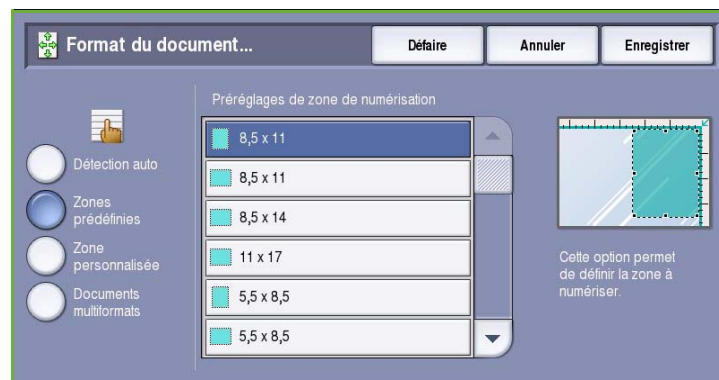 Format du document...
Défaire
Annuler
Enregistrer
Préréglages de zone de numérisation
Détection auto
Zones
prédéfinies
Zone
personnalisée
Documents
multiformats
8,5 x 11
8,5 x 11
8,5 x 14
11 x 17
5,5 x 8,5
5,5 x 8,5
Cette option permet
de définir la zone à
numériser.